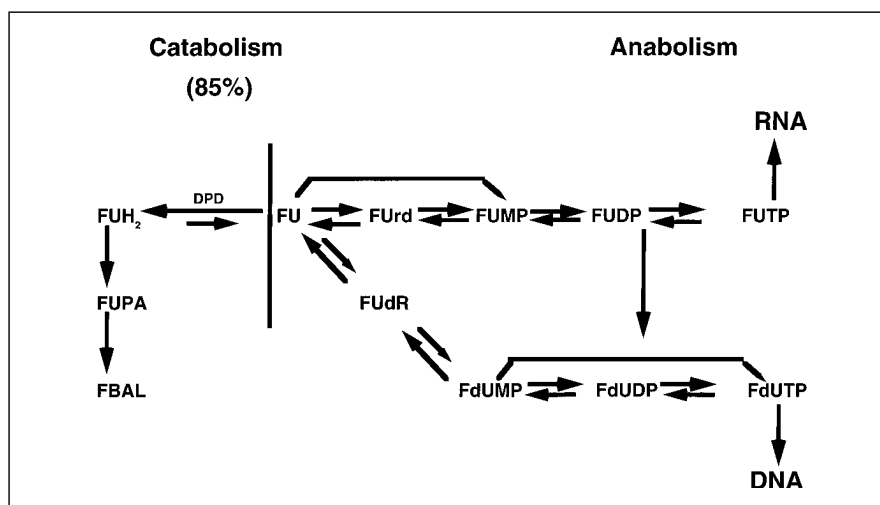 Catabolism
(85%)
Anabolism
RNA
DPD
FUH₂
FU
FUrd
FUMP
FUDP
FUTP
FUPA
FUdR
FBAL
FdUMP
FdUDP
FdUTP
DNA